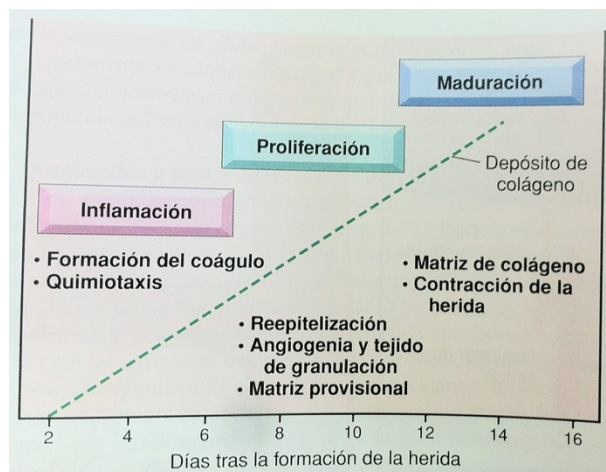 Maduración
Proliferación
Depósito de
colágeno
Inflamación
• Formación del coágulo
• Quimiotaxis
• Matriz de colágeno
• Contracción de la
herida
• Reepitelización
• Angiogenia y tejido
de granulación
• Matriz provisional
2 4 6 8 10 12 14 16
Días tras la formación de la herida